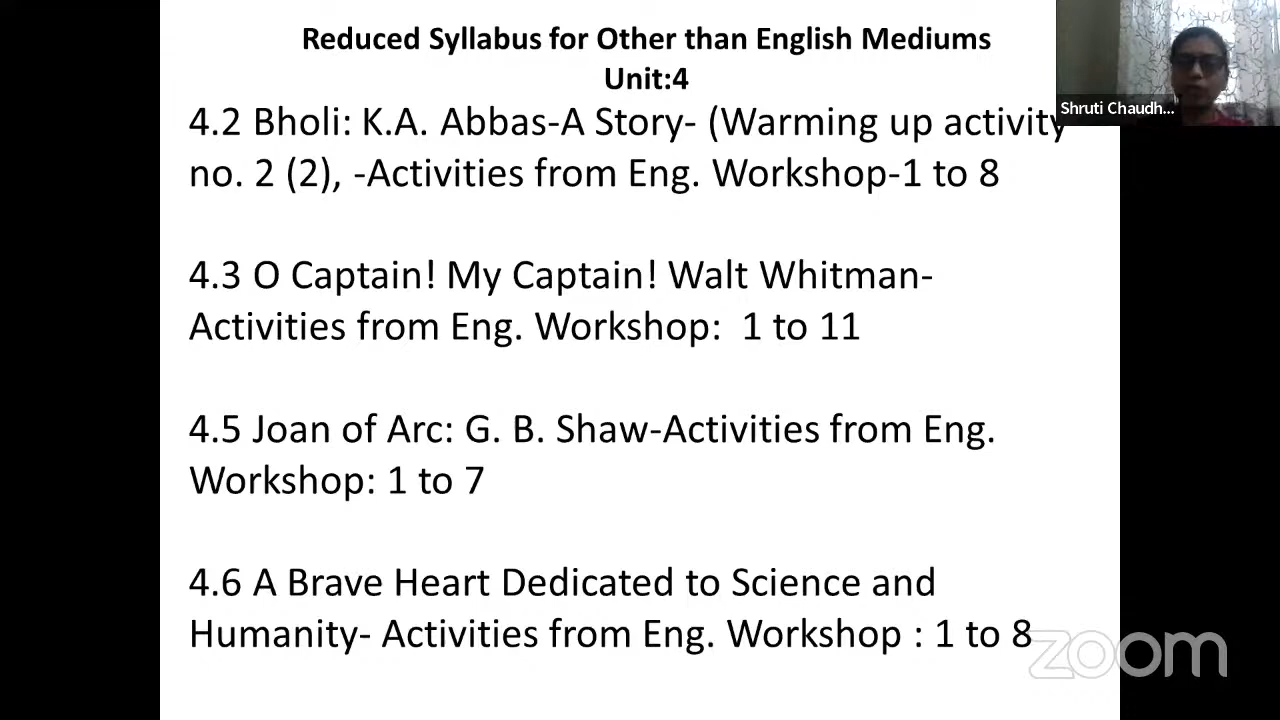 Reduced Syllabus for Other than English Mediums
Unit:4
4.2 Bholi: K.A. Abbas-A Story- (Warming up activity
no. 2 (2), -Activities from Eng. Workshop-1 to 8
4.3 O Captain! My Captain! Walt Whitman-
Activities from Eng. Workshop: 1 to 11
4.5 Joan of Arc: G. B. Shaw-Activities from Eng.
Workshop: 1 to 7
4.6 A Brave Heart Dedicated to Science and
Humanity- Activities from Eng. Workshop : 1 to 8
Shruti Chaudh...
zoom